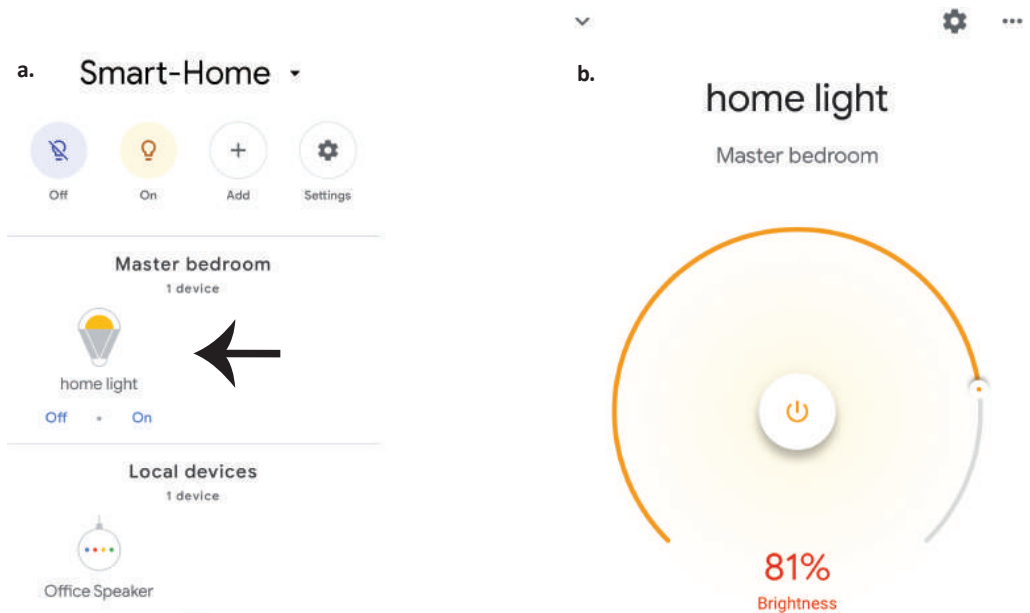 a.
Smart-Home
Off
On
Add
Settings
Master bedroom
1 device
home light
Off • On
Local devices
1 device
Office Speaker
b.
home light
Master bedroom
81%
Brightness